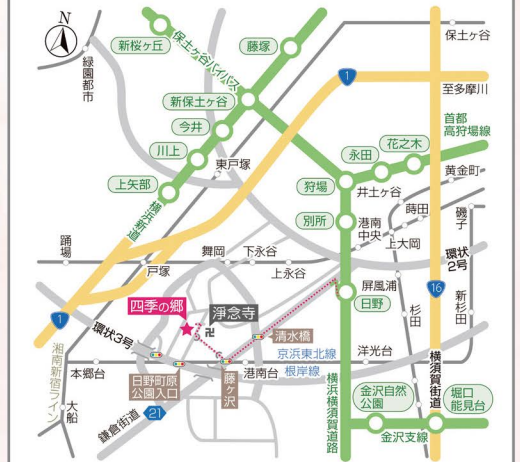 N
新桜ヶ丘
保土ヶ谷バイパス
藤塚
保土ヶ谷
緑園都市
1
至多摩川
新保土ヶ谷
今井
川上
上矢部
東戸塚
横浜新道
首都
高狩場線
花之木
永田
狩場
井土ヶ谷
黄金町
蒔田
別所
港南
中央
上大岡
磯子
環状
2号
踊場
舞岡
下永谷
上永谷
戸塚
屏風浦
日野
16
杉田
新杉田
四季の郷
淨念寺
卍
清水橋
1
環状3号
京浜東北線
根岸線
洋光台
湘南新宿ライン
本郷台
日野町原
公園入口
藤ヶ沢
港南台
横浜横須賀道路
横須賀街道
大船
鎌倉街道
21
金沢自然
公園
堀口
能見台
金沢支線